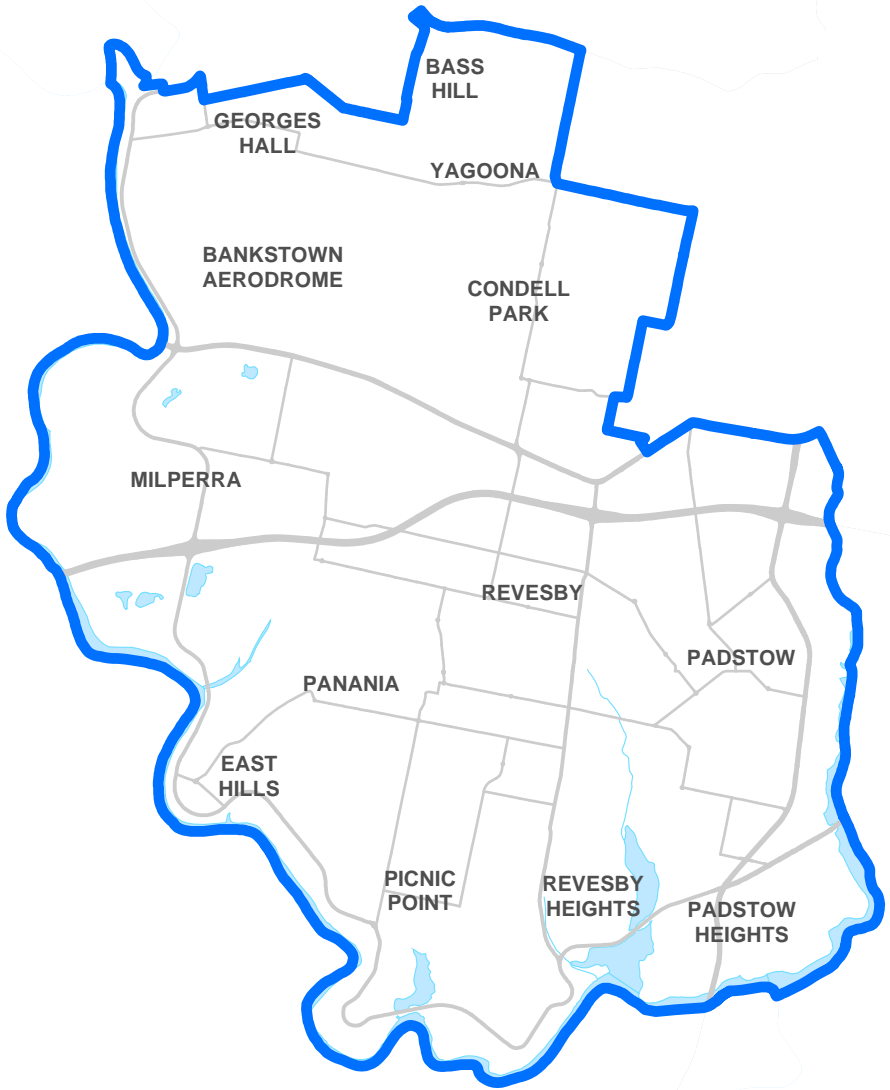 BASS
HILL
GEORGES
HALL
YAGOONA
BANKSTOWN
AERODROME
CONDELL
PARK
MILPERRA
REVESBY
PADSTOW
PANANIA
EAST
HILLS
PICNIC
POINT
REVESBY
HEIGHTS
PADSTOW
HEIGHTS